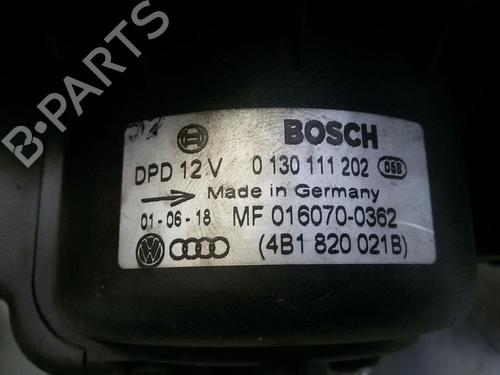 BOSCH
DPD 12 V 0 130 111 202 058
Made in Germany
01-06-18 MF 016070-0362
(4B1 820 021B)
B-PARTS